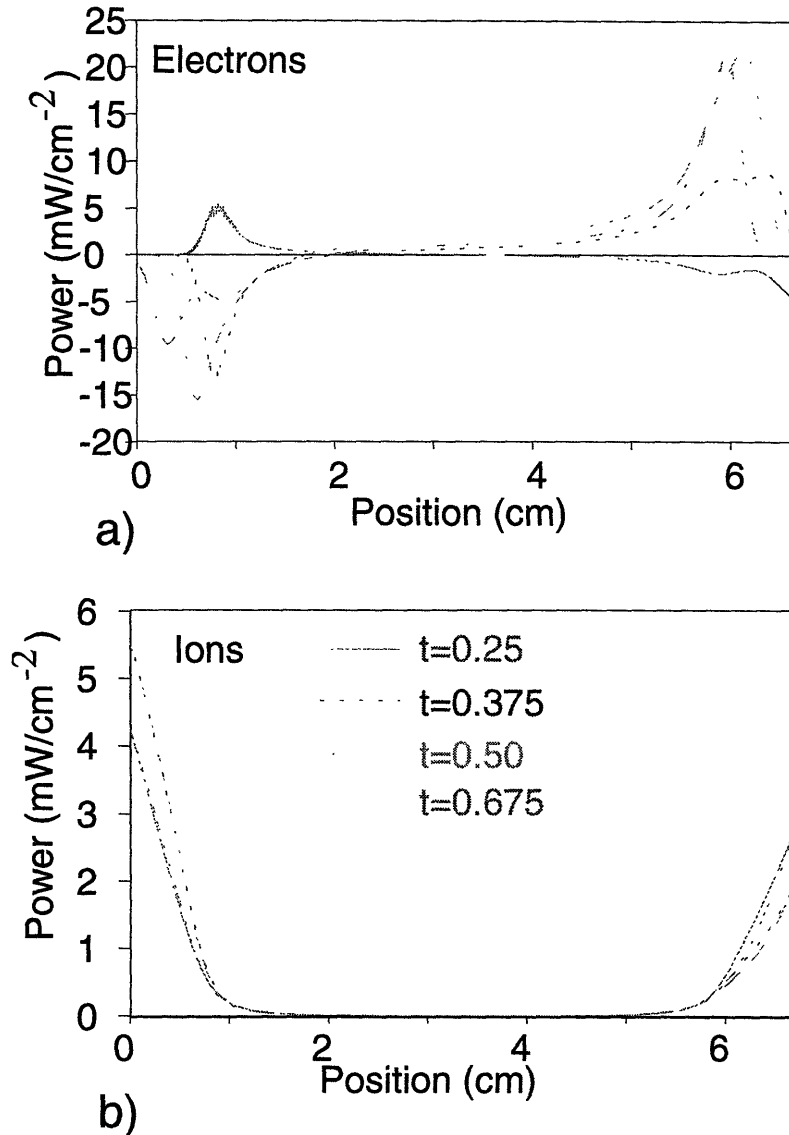 25
20
15
10
5
0
-5
-10
-15
-20
Power (mW/cm-2)
Electrons
0
2
4
6
Position (cm)
a)
6
5
4
3
2
1
0
Power (mW/cm-2)
Ions
t=0.25
t=0.375
t=0.50
t=0.675
0
2
4
6
Position (cm)
b)